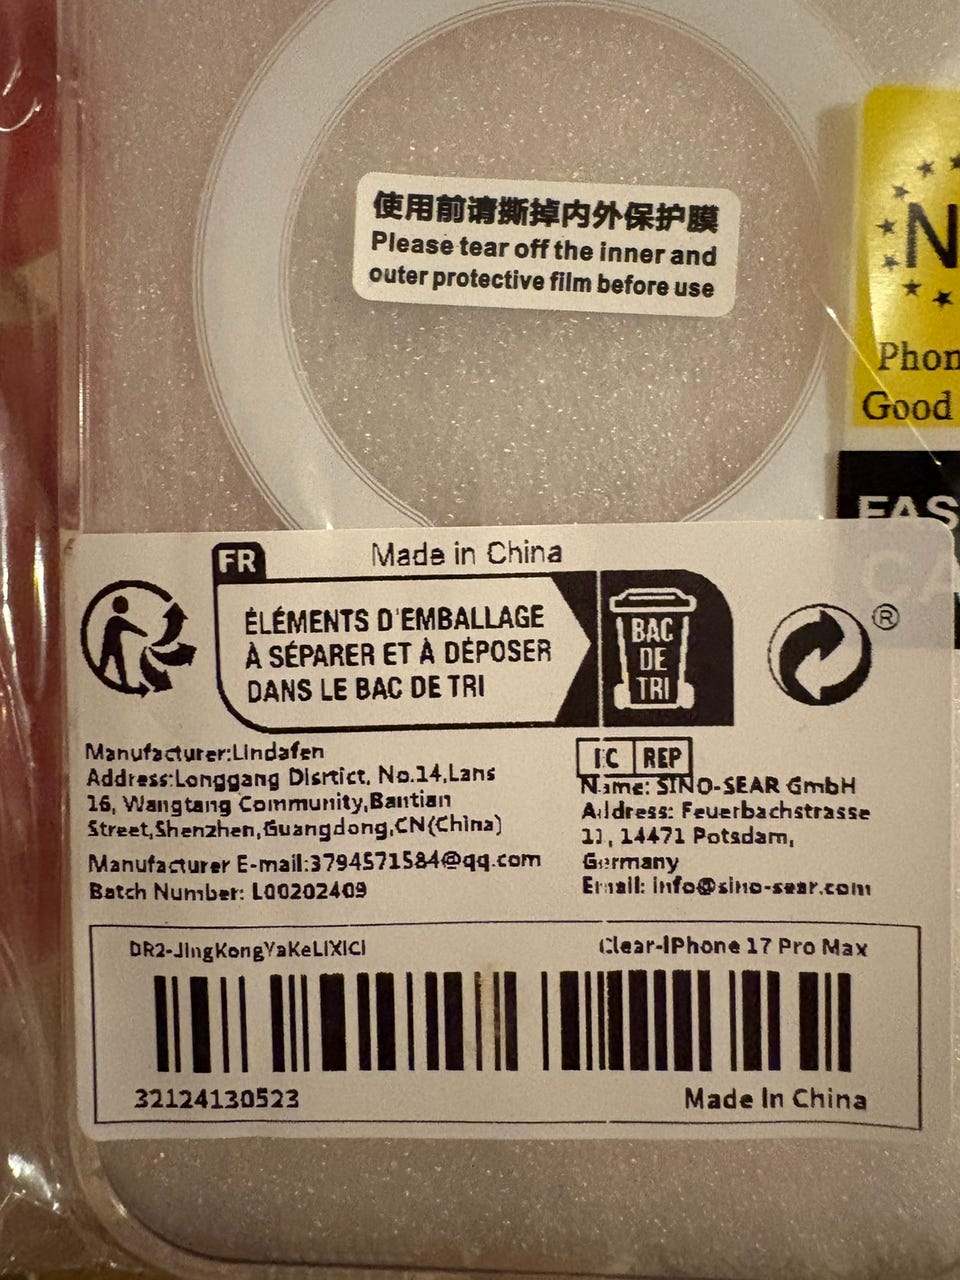 使用前请撕掉内外保护膜
Please tear off the inner and
outer protective film before use
N
Phon
Good
FAS
CA
FR
Made in China
ÉLÉMENTS D'EMBALLAGE
À SÉPARER ET À DÉPOSER
DANS LE BAC DE TRI
BAC
DE
TRI
®
Manufacturer:Lindafen
Address:Longgang Disrtict, No.14,Lans
16, Wangtang Community,Bantian
Street,Shenzhen,Guangdong,CN(China)
Manufacturer E-mail:3794571584@qq.com
Batch Number: L00202409
EC REP
Name: SINO-SEAR GmbH
Address: Feuerbachstrasse
11, 14471 Potsdam,
Germany
Email: info@sino-sear.com
DR2-JingKongYaKeLiXiCi
Clear-iPhone 17 Pro Max
32124130523
Made In China